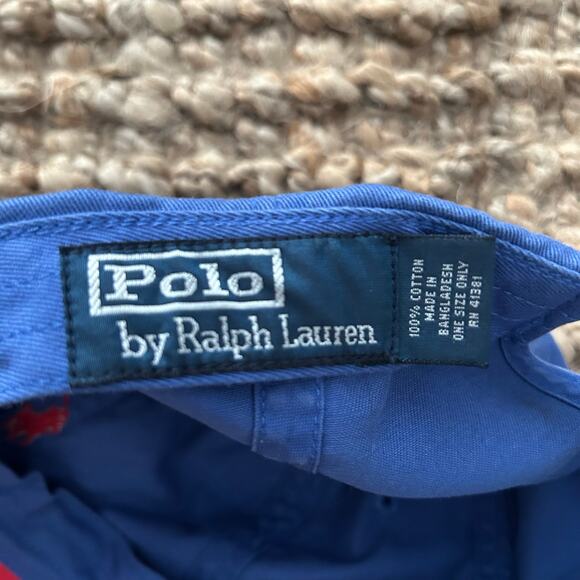 Polo
by Ralph Lauren
100% COTTON
MADE IN
BANGLADESH
ONE SIZE ONLY
RN 41381